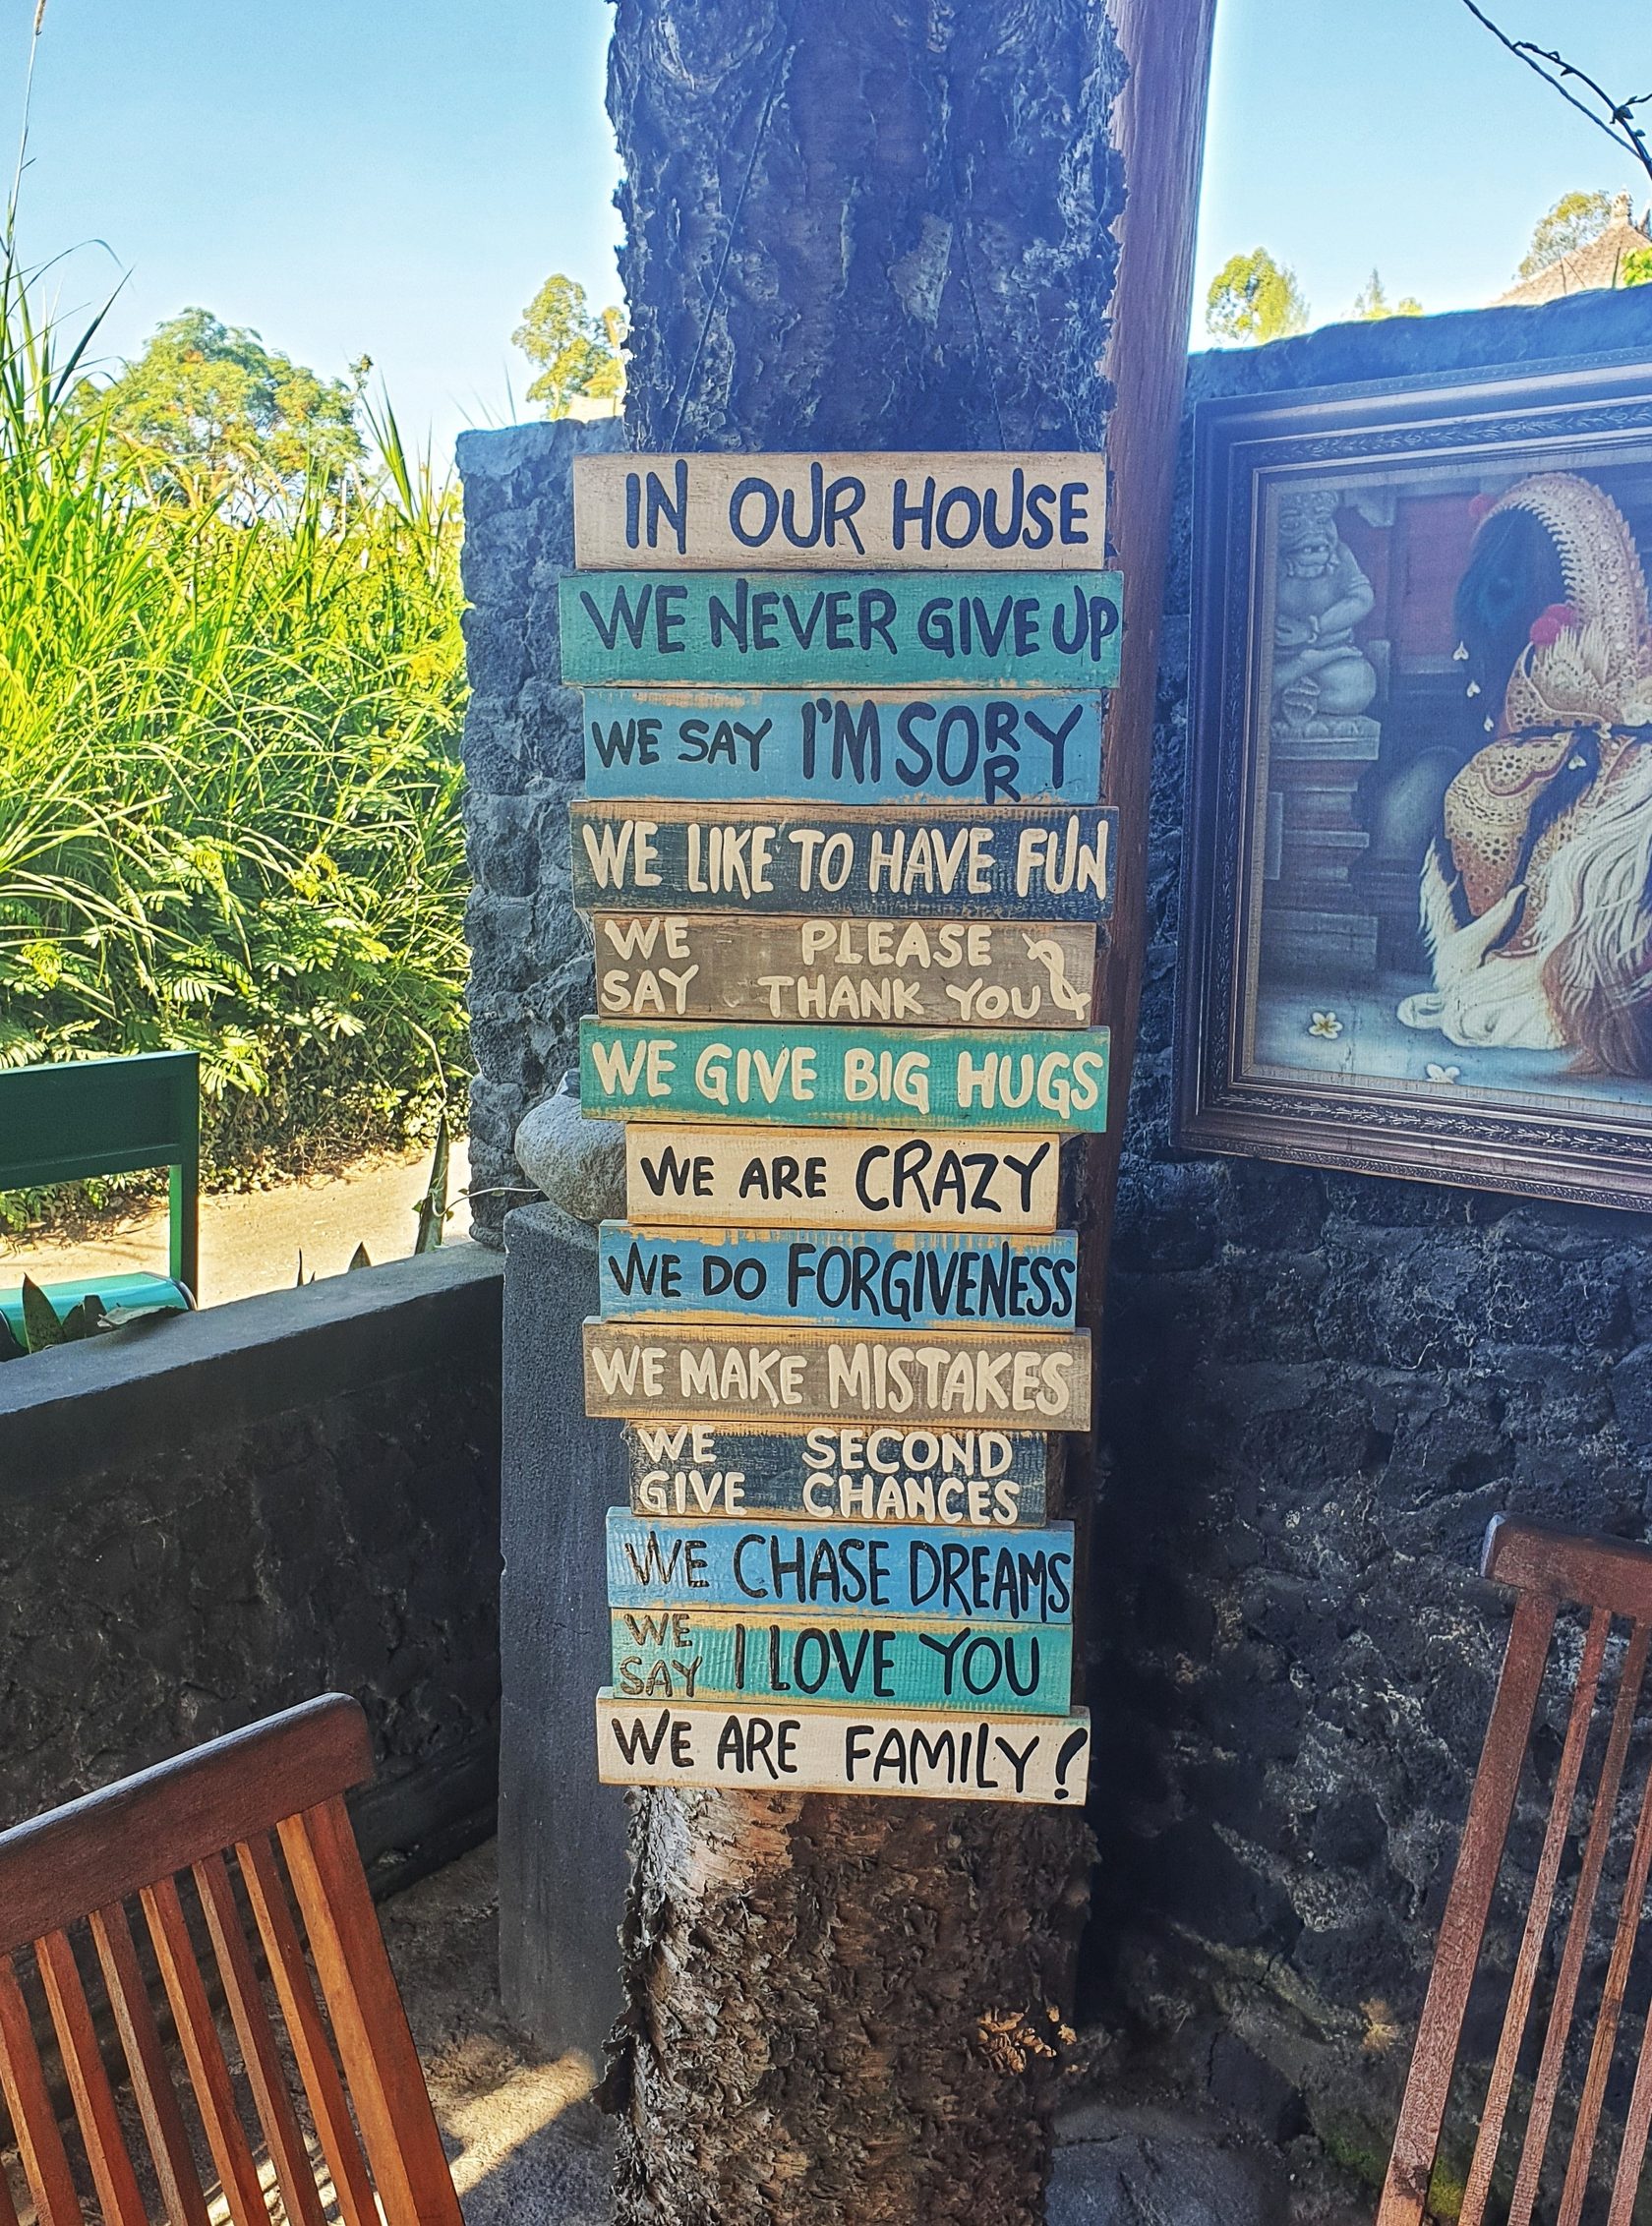 IN OUR HOUSE
WE NEVER GIVE UP
WE SAY I'M SORRY
WE LIKE TO HAVE FUN
WE SAY PLEASE & THANK YOU
WE GIVE BIG HUGS
WE ARE CRAZY
WE DO FORGIVENESS
WE MAKE MISTAKES
WE GIVE SECOND CHANCES
WE CHASE DREAMS
WE SAY I LOVE YOU
WE ARE FAMILY!